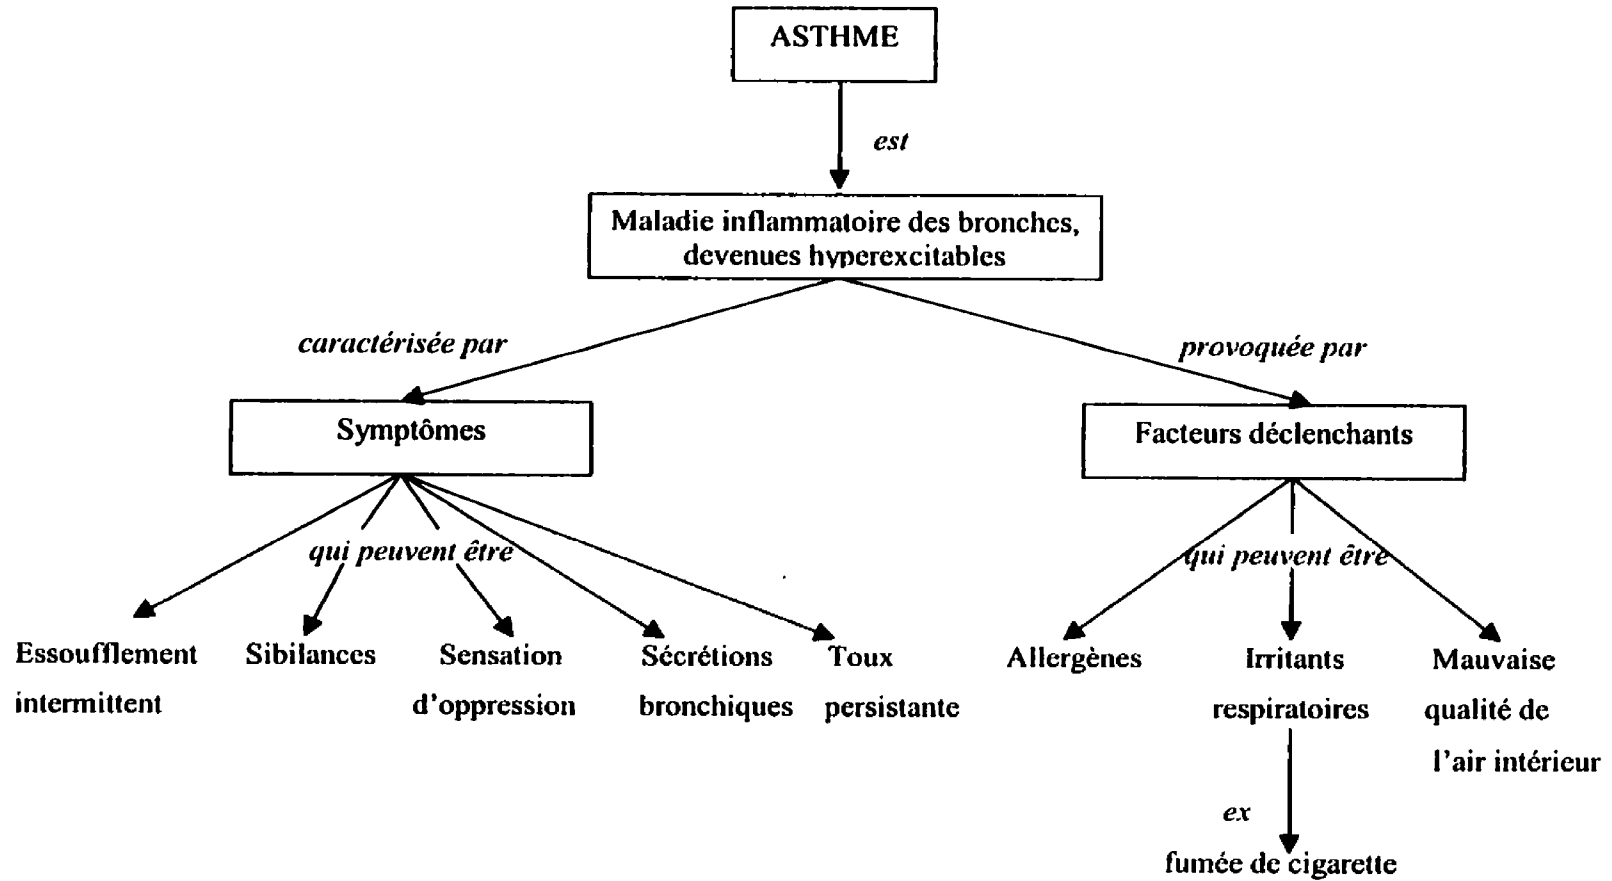 ASTHME
est
Maladie inflammatoire des bronches,
devenues hyperexcitables
caractérisée par
provoquée par
Symptômes
Facteurs déclenchants
qui peuvent être
qui peuvent être
Essoufflement
intermittent
Sibilances
Sensation
d'oppression
Sécrétions
bronchiques
Toux
persistante
Allergènes
Irritants
respiratoires
Mauvaise
qualité de
l'air intérieur
ex
fumée de cigarette